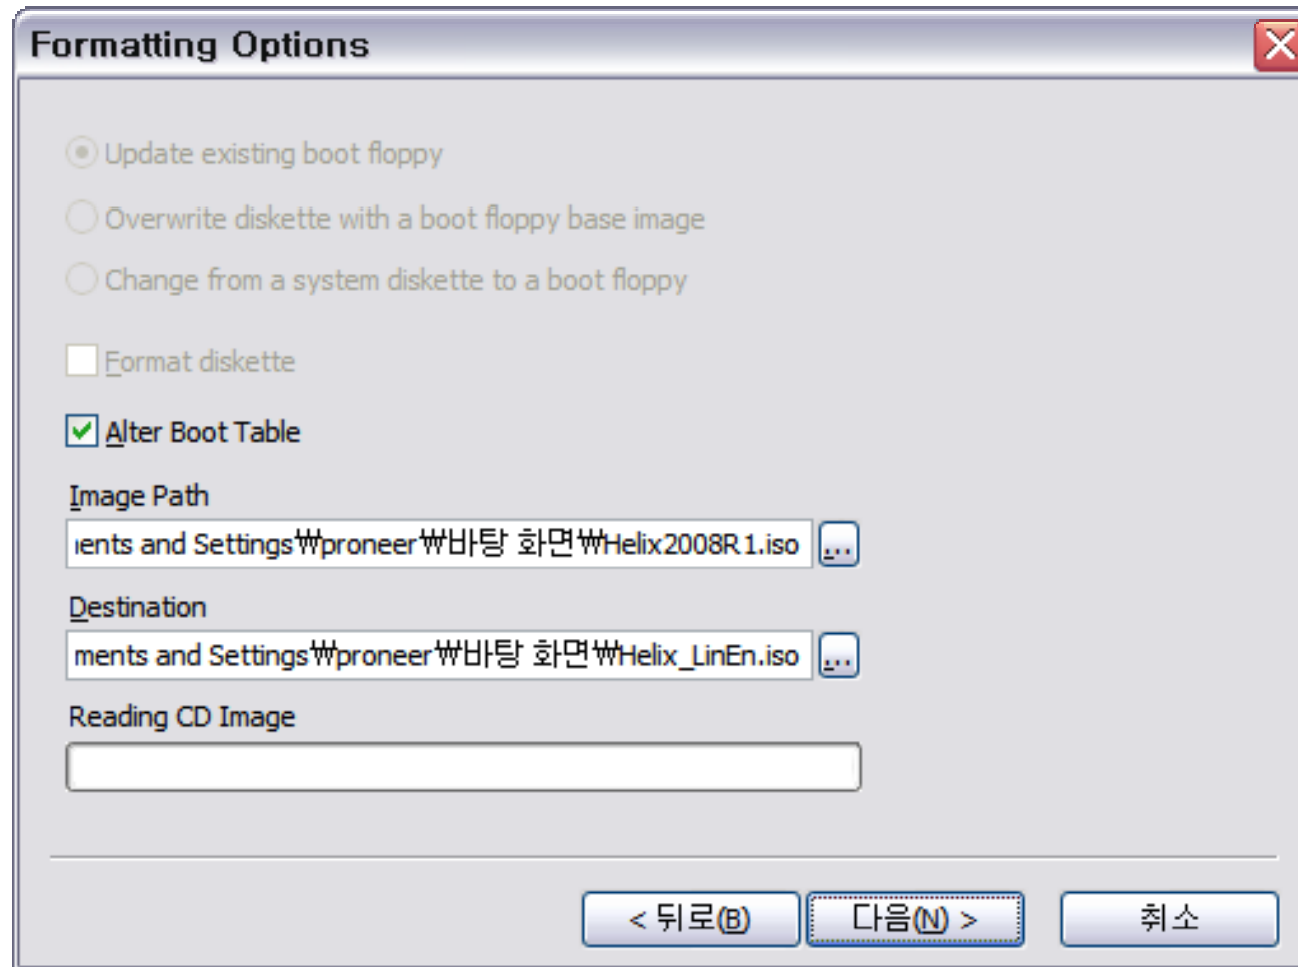 Formatting Options
Update existing boot floppy
Overwrite diskette with a boot floppy base image
Change from a system diskette to a boot floppy
Format diskette
Alter Boot Table
Image Path
ents and Settings₩proneer₩바탕 화면₩Helix2008R1.iso
...
Destination
ments and Settings₩proneer₩바탕 화면₩Helix_LinEn.iso
...
Reading CD Image
< 뒤로(B)
다음(N) >
취소